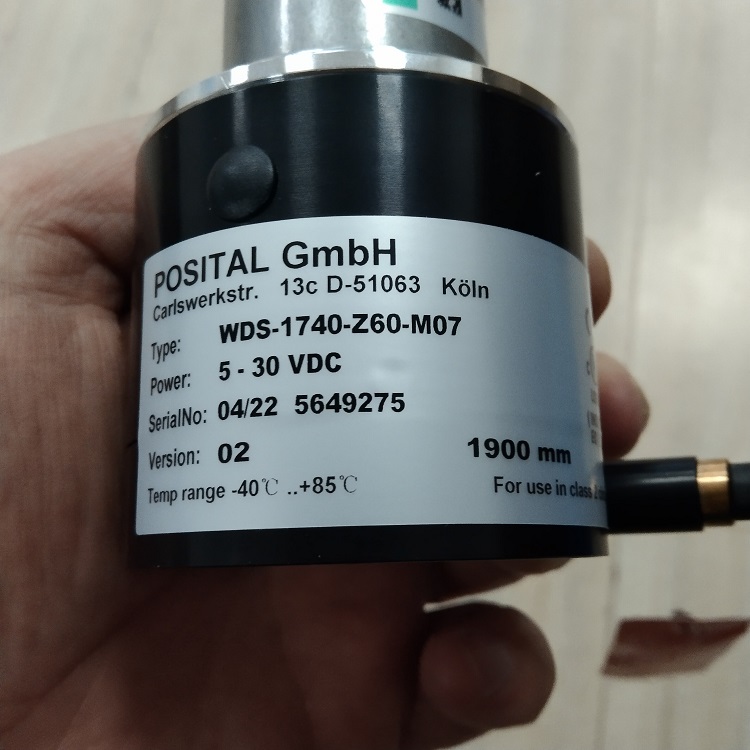 POSITAL GmbH
Carlswerkstr. 13c D-51063 Köln
Type: WDS-1740-Z60-M07
Power: 5 - 30 VDC
SerialNo: 04/22 5649275
Version: 02 1900 mm
Temp range -40℃ ..+85℃ For use in class